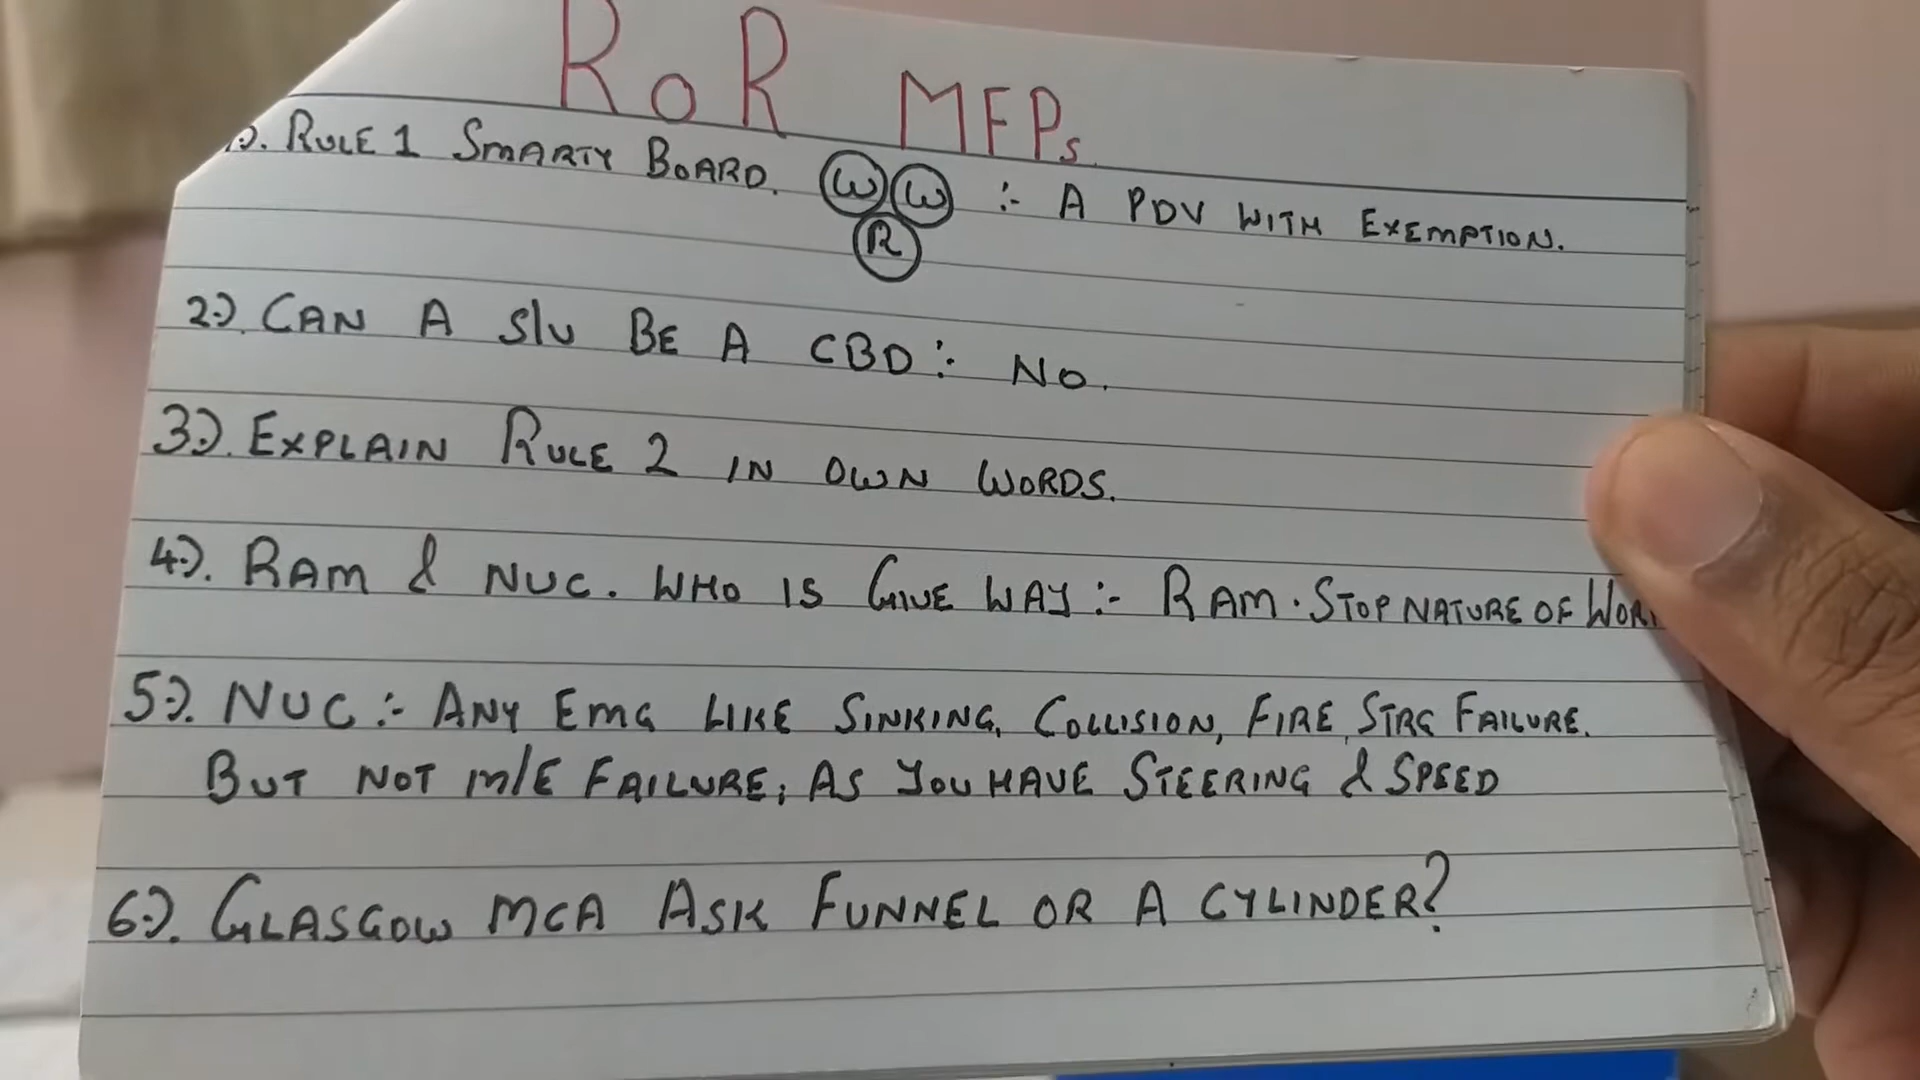 RoR MFPs.
1.). RULE 1 SMARTY BOARD. W W R :- A PDV WITH EXEMPTION.
2.). CAN A S/V BE A CBD :- NO.
3.). EXPLAIN RULE 2 IN OWN WORDS.
4.). RAM & NUC. WHO IS GIVE WAY :- RAM. STOP NATURE OF
5.). NUC :- ANY EMG LIKE SINKING, COLLISION, FIRE, STRG FAILURE.
BUT NOT M/E FAILURE; AS YOU HAVE STEERING & SPEED
6.). GLASGOW MCA ASK FUNNEL OR A CYLINDER?